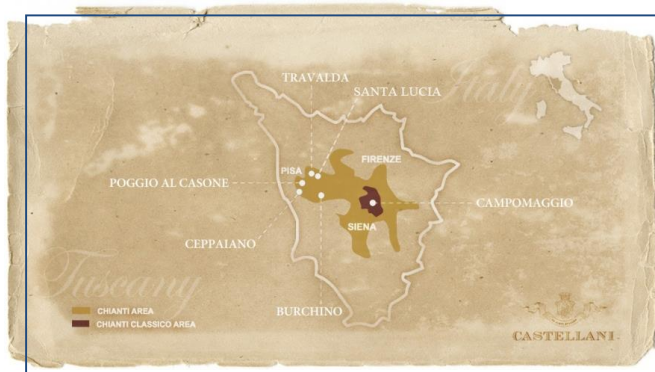 Italy
TRAVALDA
SANTA LUCIA
FIRENZE
PISA
POGGIO AL CASONE
CAMPOMAGGIO
SIENA
CEPPAIANO
Tuscany
BURCHINO
CHIANTI AREA
CHIANTI CLASSICO AREA
CASTELLANI